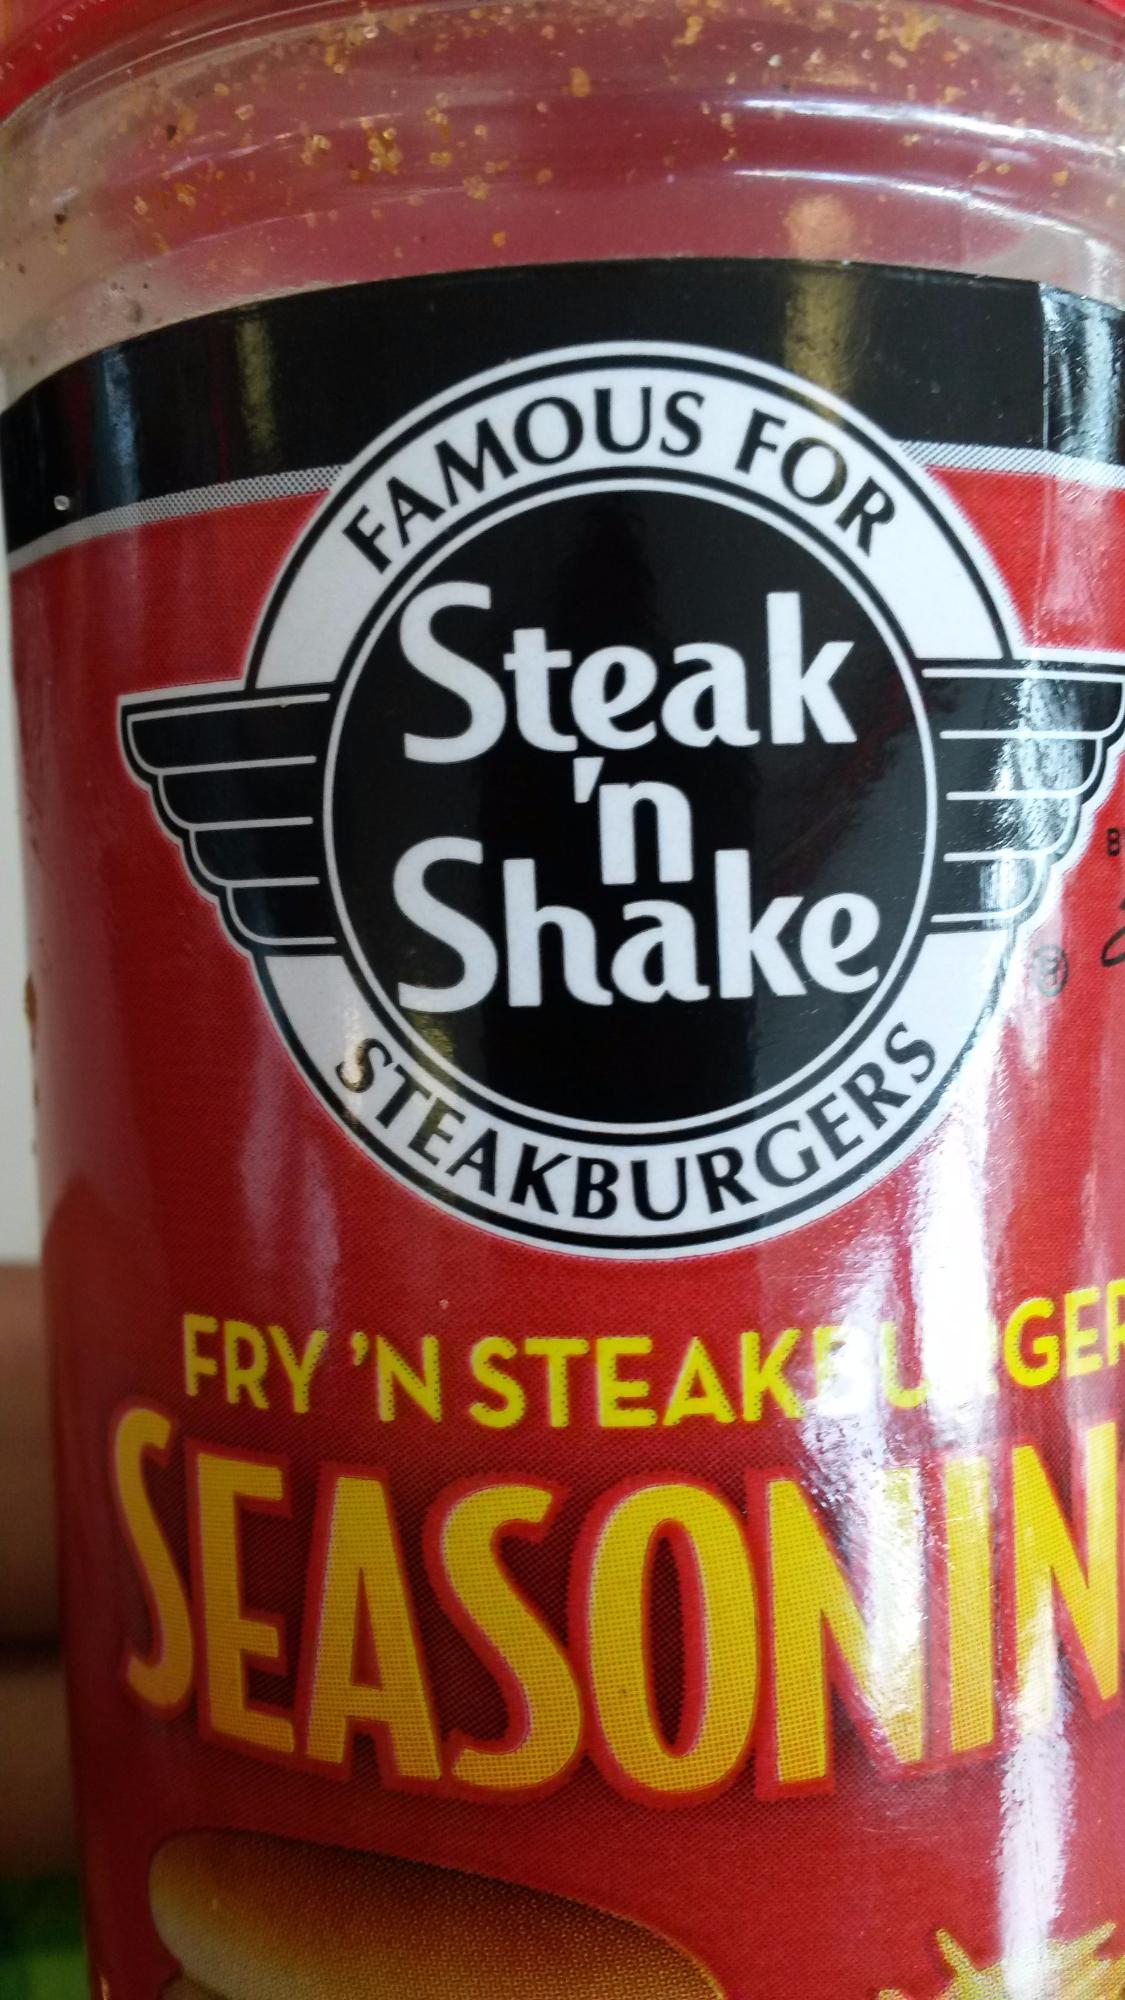 FAMOUS FOR
Steak
'n
Shake
STEAKBURGERS
®
FRY 'N STEAKBURGER
SEASONIN